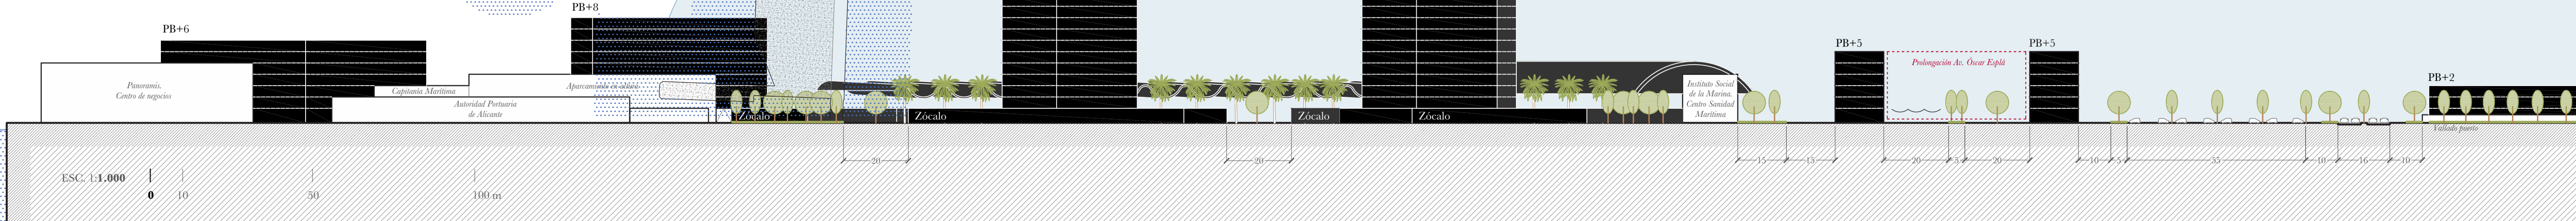 PB+6
PB+8
PB+5
PB+5
PB+2
Panoramis.
Centro de negocios
Capitanía Marítima
Autoridad Portuaria
de Alicante
Aparcamiento en altura
Zócalo
Zócalo
Zócalo
Zócalo
Instituto Social
de la Marina.
Centro Sanidad
Marítima
Prolongación Av. Óscar Esplá
Vallado puerto
20
20
15
15
20
5
20
10
5
55
10
16
10
ESC. 1:1.000
0
10
50
100 m